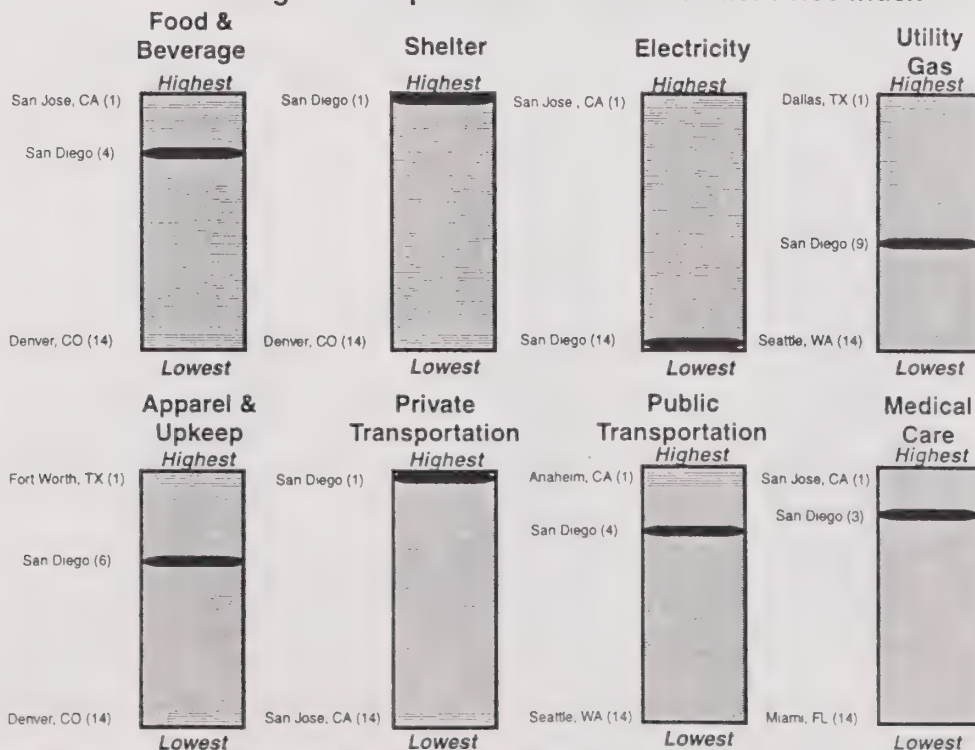 Food &
Beverage
Highest
San Jose, CA (1)
San Diego (4)
Denver, CO (14)
Lowest
Shelter
Highest
San Diego (1)
Denver, CO (14)
Lowest
Electricity
Highest
San Jose , CA (1)
San Diego (14)
Lowest
Utility
Gas
Highest
Dallas, TX (1)
San Diego (9)
Seattle, WA (14)
Lowest
Apparel &
Upkeep
Highest
Fort Worth, TX (1)
San Diego (6)
Denver, CO (14)
Lowest
Private
Transportation
Highest
San Diego (1)
San Jose, CA (14)
Lowest
Public
Transportation
Highest
Anaheim, CA (1)
San Diego (4)
Seattle, WA (14)
Lowest
Medical
Care
Highest
San Jose, CA (1)
San Diego (3)
Miami, FL (14)
Lowest